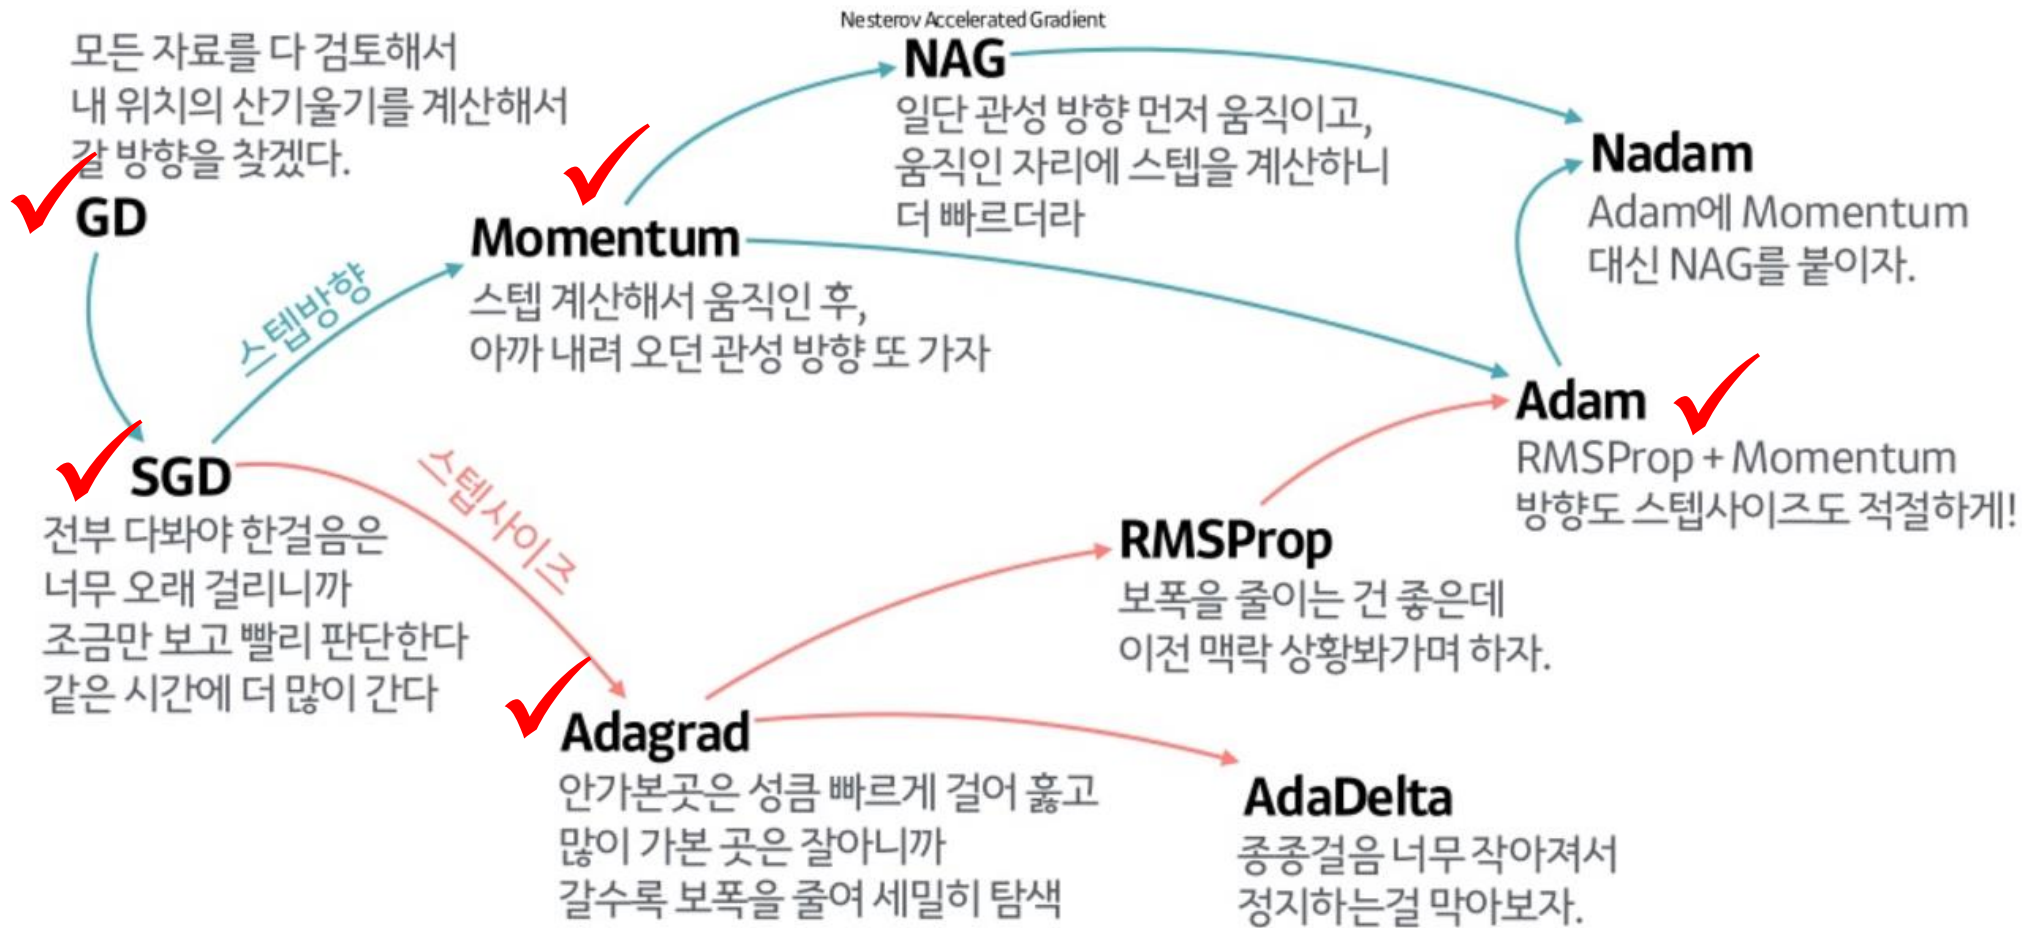 모든 자료를 다 검토해서
내 위치의 산기울기를 계산해서
갈 방향을 찾겠다.
GD
스텝방향
SGD
전부 다봐야 한걸음은
너무 오래 걸리니까
조금만 보고 빨리 판단한다
같은 시간에 더 많이 간다
Momentum
스텝 계산해서 움직인 후,
아까 내려 오던 관성 방향 또 가자
Nesterov Accelerated Gradient
NAG
일단 관성 방향 먼저 움직이고,
움직인 자리에 스텝을 계산하니
더 빠르더라
Nadam
Adam에 Momentum
대신 NAG를 붙이자.
Adam
RMSProp + Momentum
방향도 스텝사이즈도 적절하게!
스텝사이즈
RMSProp
보폭을 줄이는 건 좋은데
이전 맥락 상황봐가며 하자.
Adagrad
안가본곳은 성큼 빠르게 걸어 훓고
많이 가본 곳은 잘아니까
갈수록 보폭을 줄여 세밀히 탐색
AdaDelta
종종걸음 너무 작아져서
정지하는걸 막아보자.